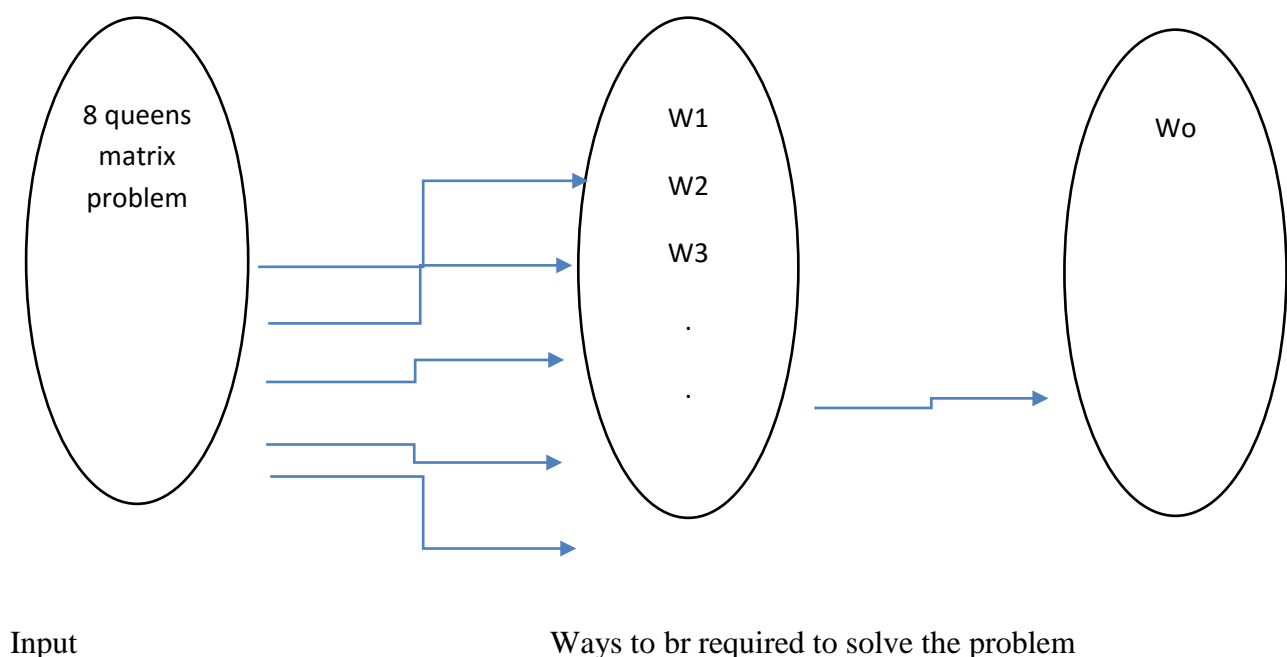 8 queens
matrix
problem
W1
W2
W3
.
.
Wo
Input
Ways to br required to solve the problem